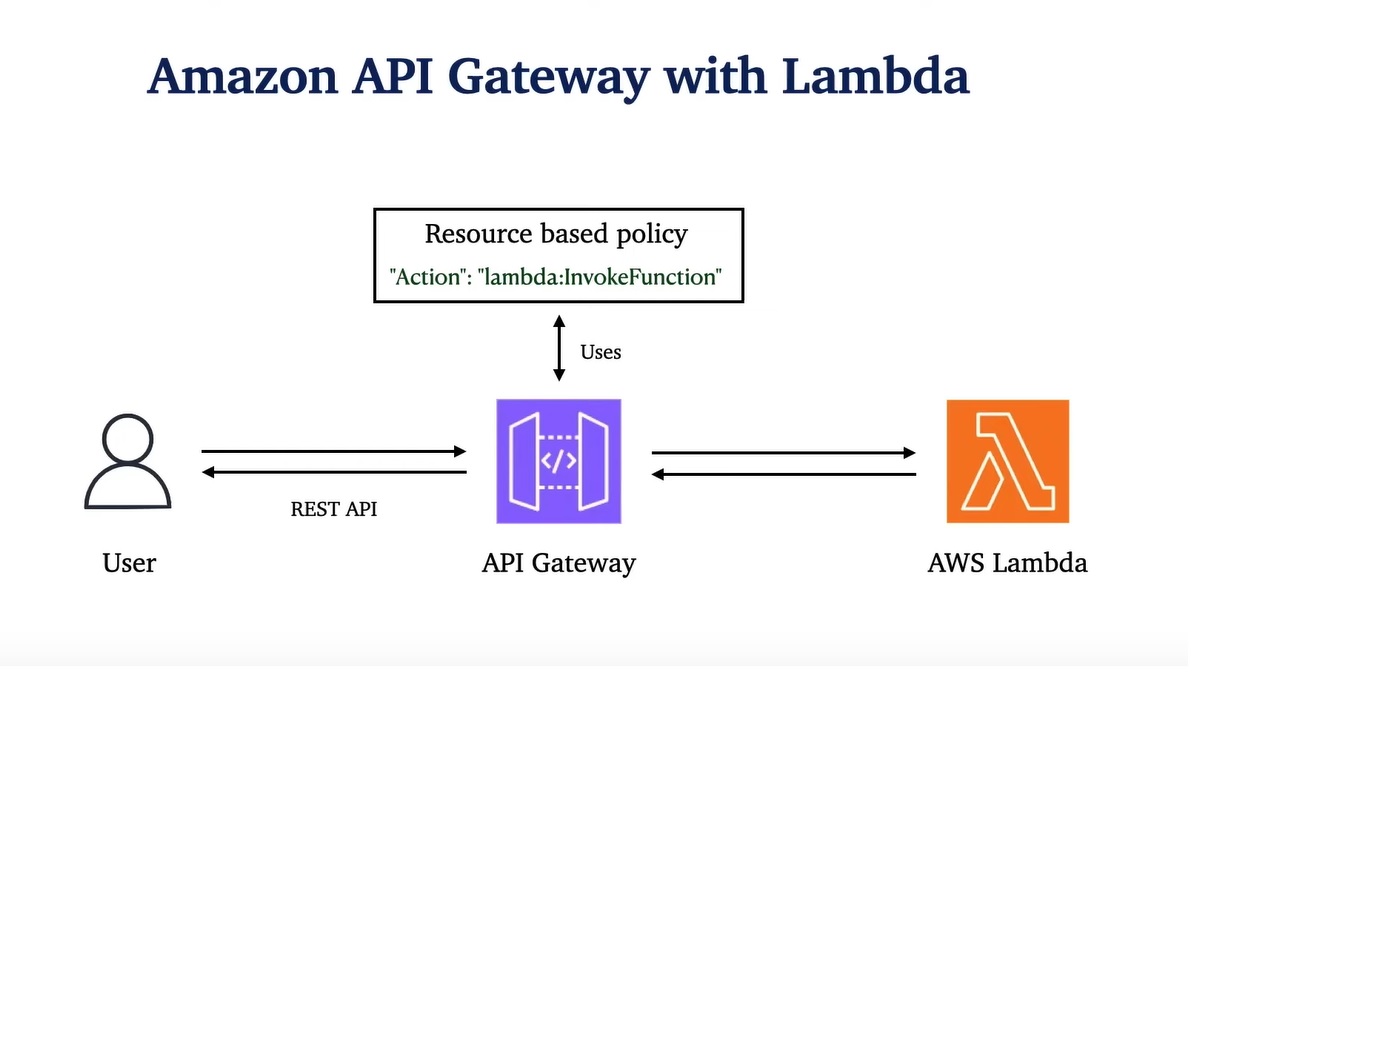 Amazon API Gateway with Lambda
Resource based policy
"Action": "lambda:InvokeFunction"
Uses
</>
REST API
User
API Gateway
AWS Lambda